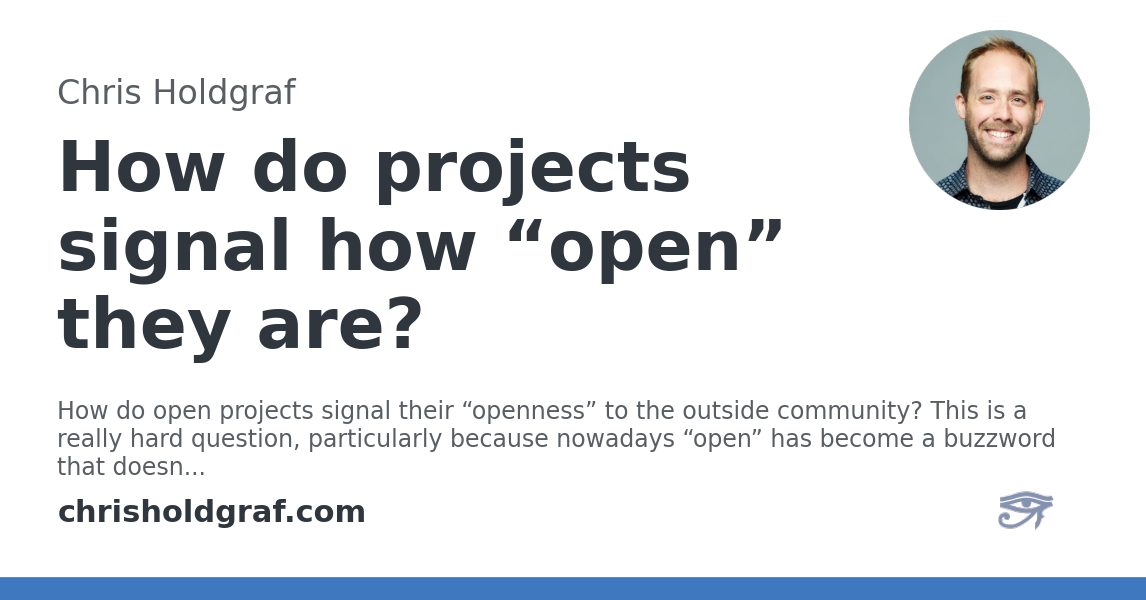 Chris Holdgraf
How do projects
signal how “open”
they are?
How do open projects signal their “openness” to the outside community? This is a
really hard question, particularly because nowadays “open” has become a buzzword
that doesn...
chrisholdgraf.com